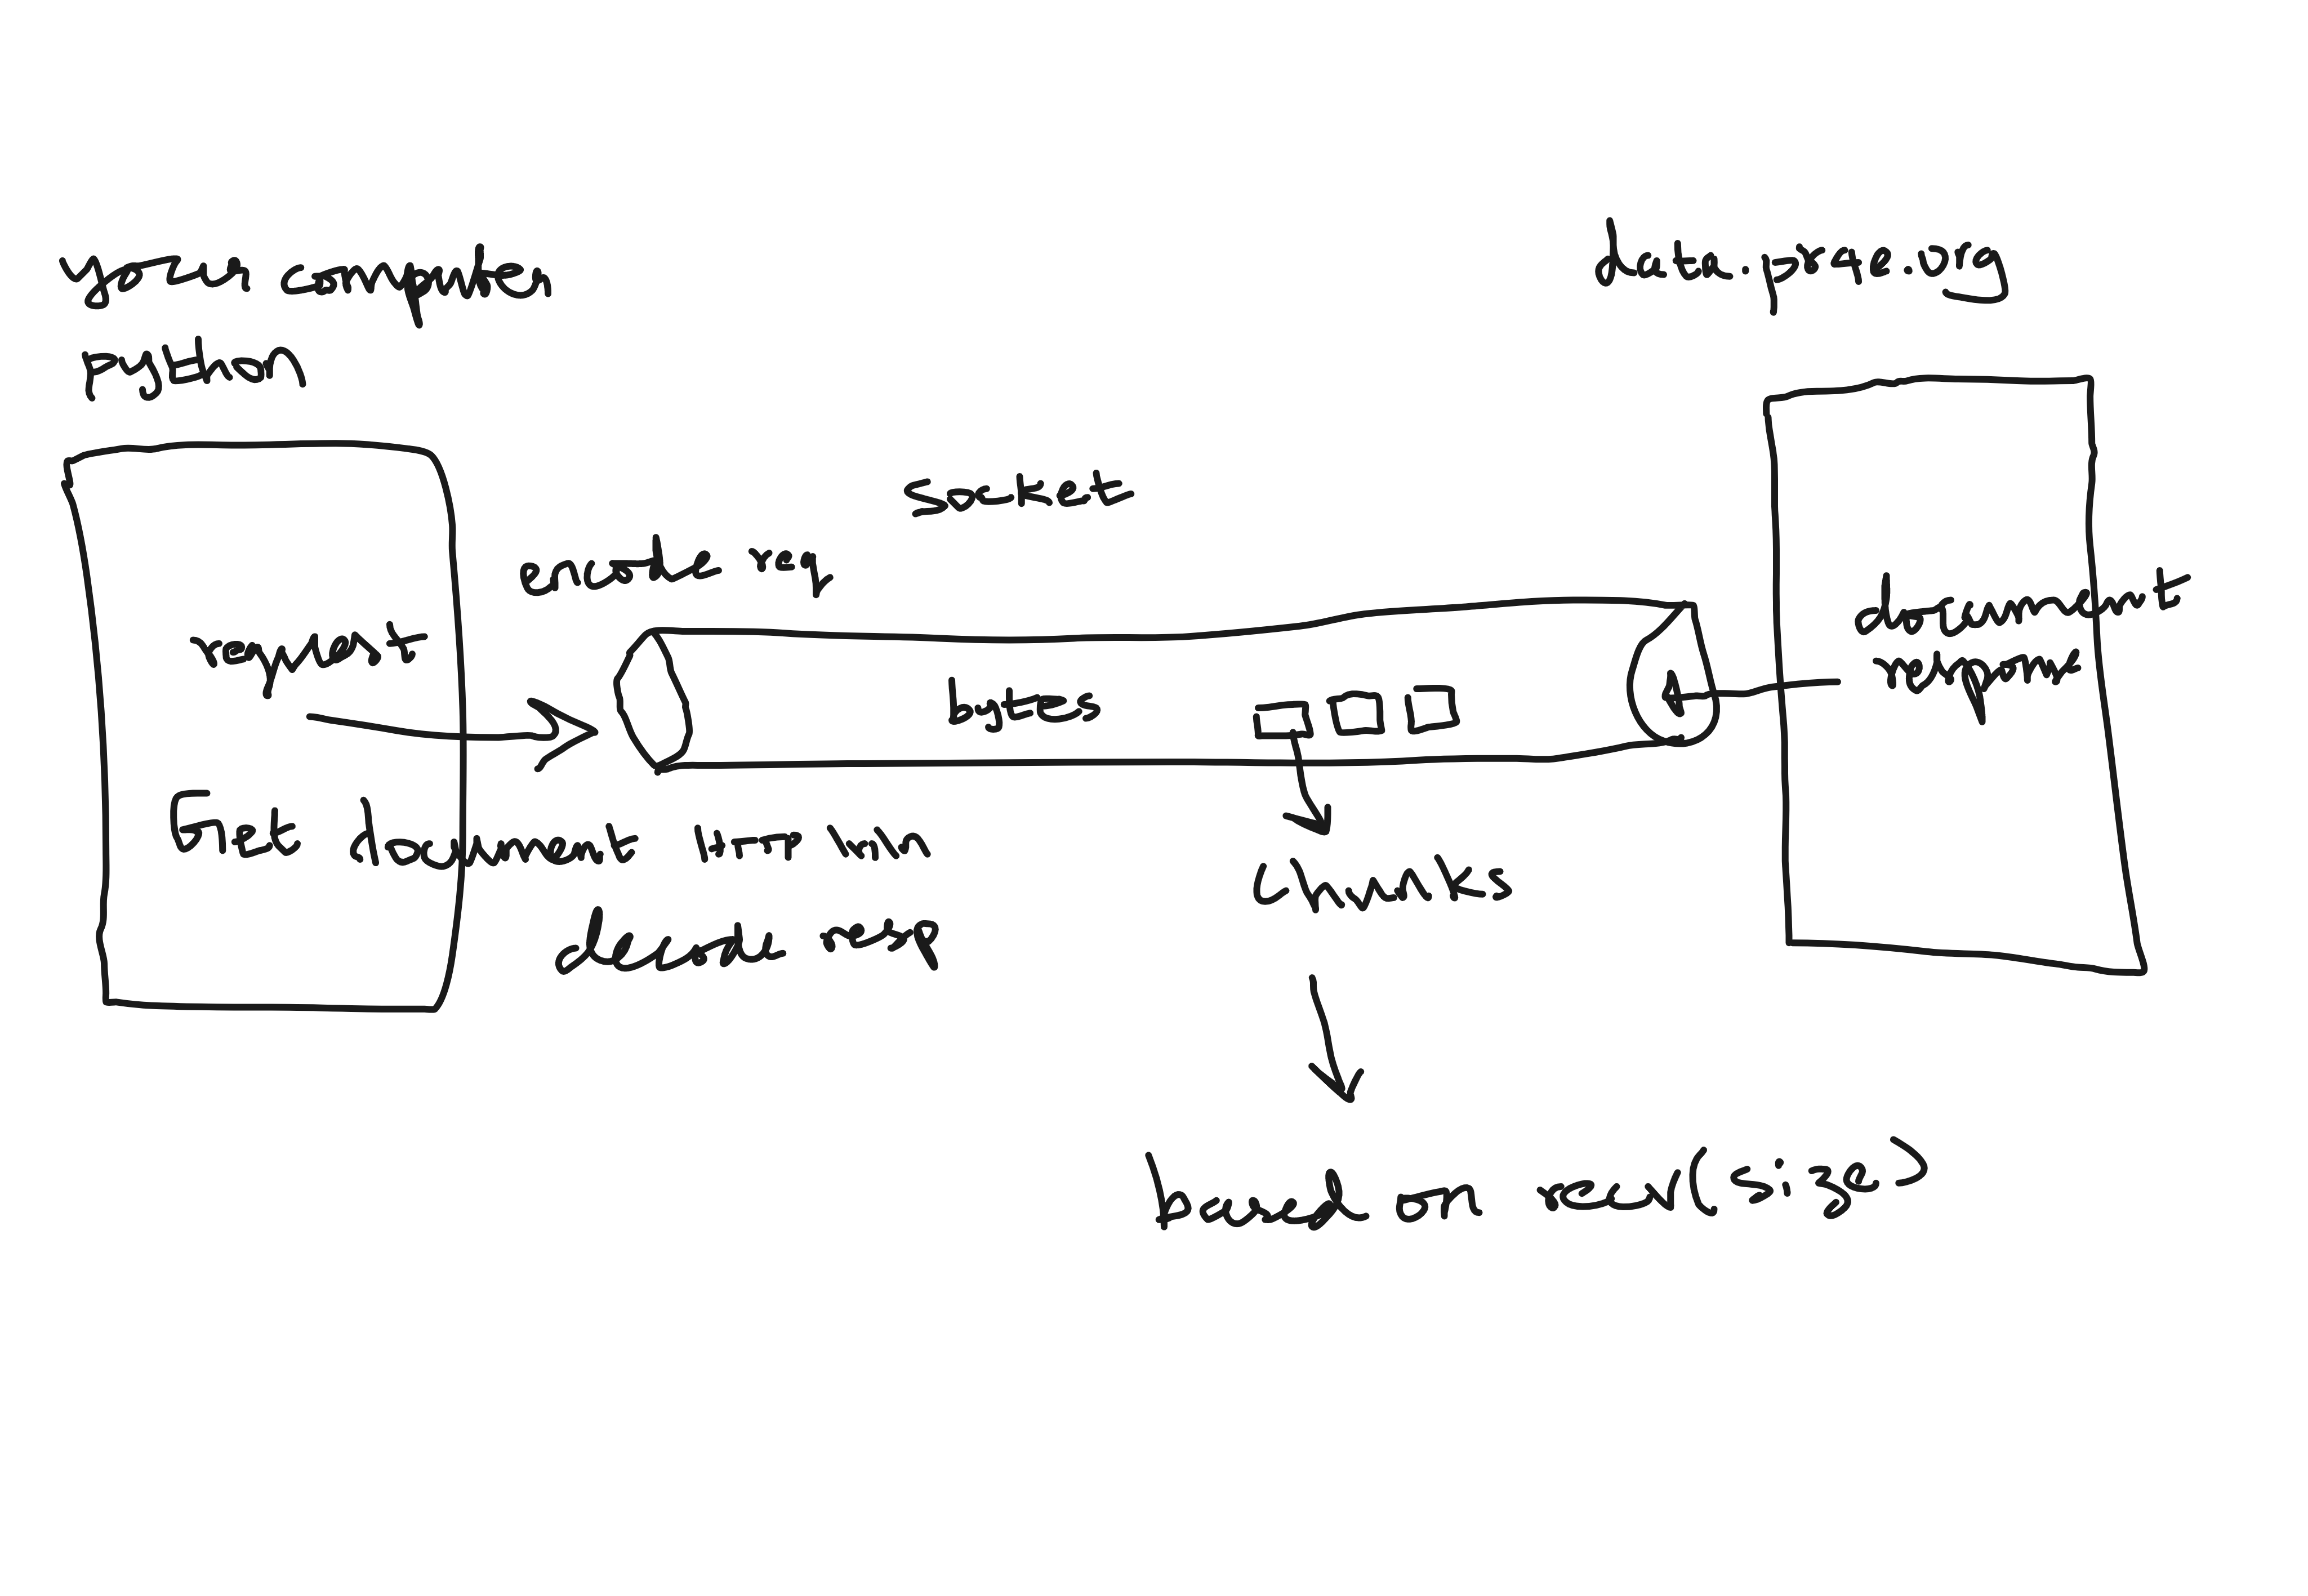 your computer
python
data.pr4e.org
socket
encode req
request
bytes
document
response
Get document HTTP
decode resp
chunks
based on recv(size)